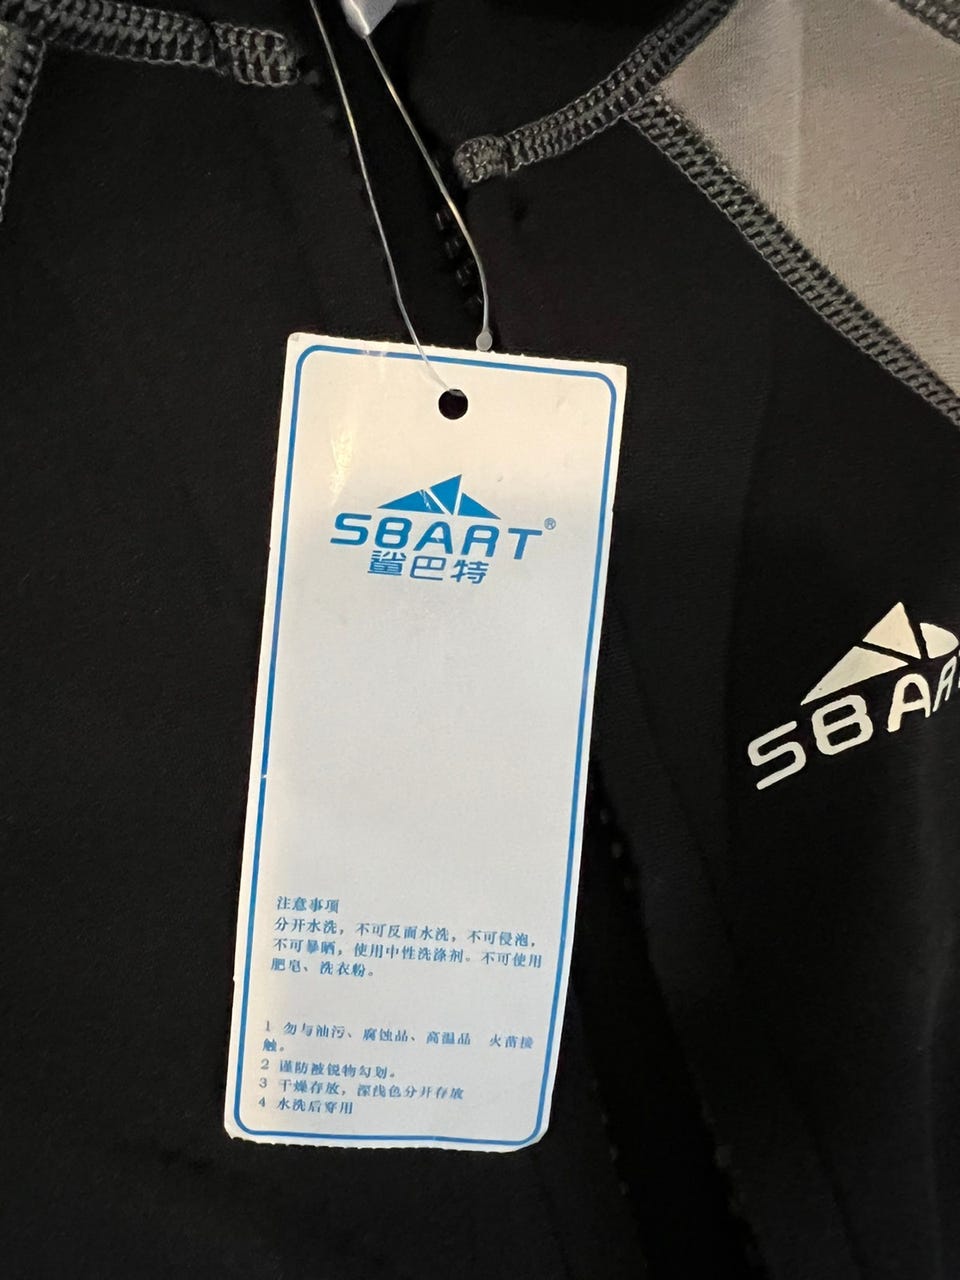 SBART®
鲨巴特
SBAR
注意事项
分开水洗，不可反面水洗，不可侵泡，
不可暴晒，使用中性洗涤剂。不可使用
肥皂、洗衣粉。
1 勿与油污、腐蚀品、高温品 火苗接
触。
2 谨防被锐物勾划。
3 干燥存放，深浅色分开存放
4 水洗后穿用